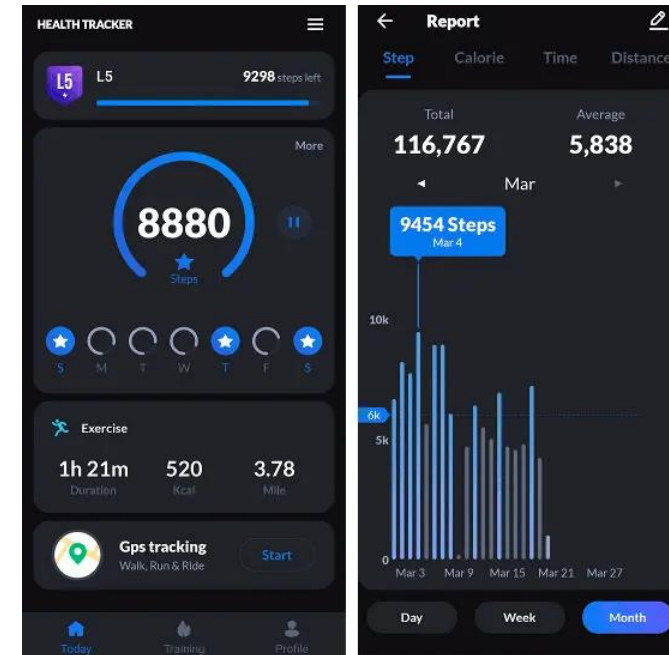 HEALTH TRACKER
L5
L5
9298 steps left
More
8880
Steps
S M T W T F S
Exercise
1h 21m 520 3.78
Duration Kcal Mile
Gps tracking
Walk, Run & Ride
Start
Today Training Profile
Report
Step Calorie Time Distance
Total Average
116,767 5,838
Mar
9454 Steps
Mar 4
10k
6k
5k
0
Mar 3 Mar 9 Mar 15 Mar 21 Mar 27
Day Week Month